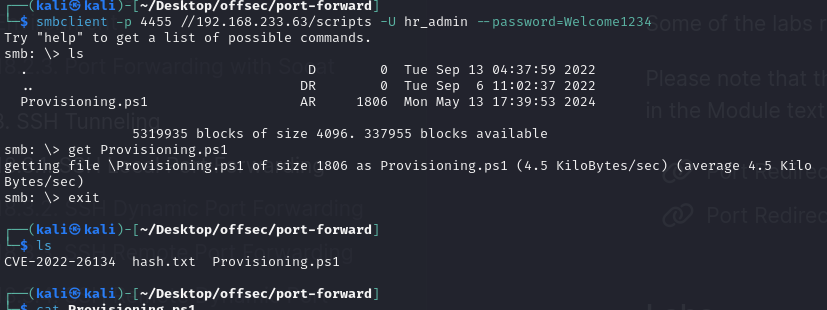 ┌──(kali㉿kali)-[~/Desktop/offsec/port-forward]
└─$ smbclient -p 4455 //192.168.233.63/scripts -U hr_admin --password=Welcome1234
Some of the labs
Try "help" to get a list of possible commands.
smb: \> ls
Port Forwarding with Socat
  .                                   D        0  Tue Sep 13 04:37:59 2022
Please note that th
  ..                                 DR        0  Tue Sep  6 11:02:37 2022
  Provisioning.ps1                   AR     1806  Mon May 13 17:39:53 2024
in the Module text
SSH Tunneling
                5319935 blocks of size 4096. 337955 blocks available
smb: \> get Provisioning.ps1
getting file \Provisioning.ps1 of size 1806 as Provisioning.ps1 (4.5 KiloBytes/sec) (average 4.5 Kilo
Bytes/sec)
Port Redirec
smb: \> exit
SSH Dynamic Port Forwarding
Port Redirec
┌──(kali㉿kali)-[~/Desktop/offsec/port-forward]
└─$ ls
SSH Remote Port Forwarding
CVE-2022-26134  hash.txt  Provisioning.ps1
┌──(kali㉿kali)-[~/Desktop/offsec/port-forward]
└─$ cat Provisioning.ps1